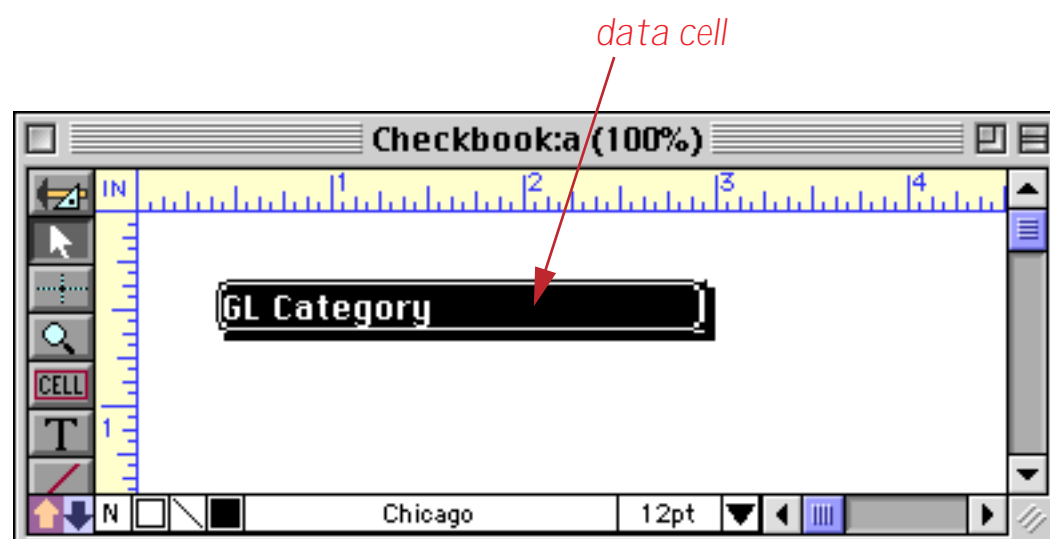 data cell
Checkbook:a (100%)
IN 1 2 3 4
GL Category
CELL
T 1
N Chicago 12pt